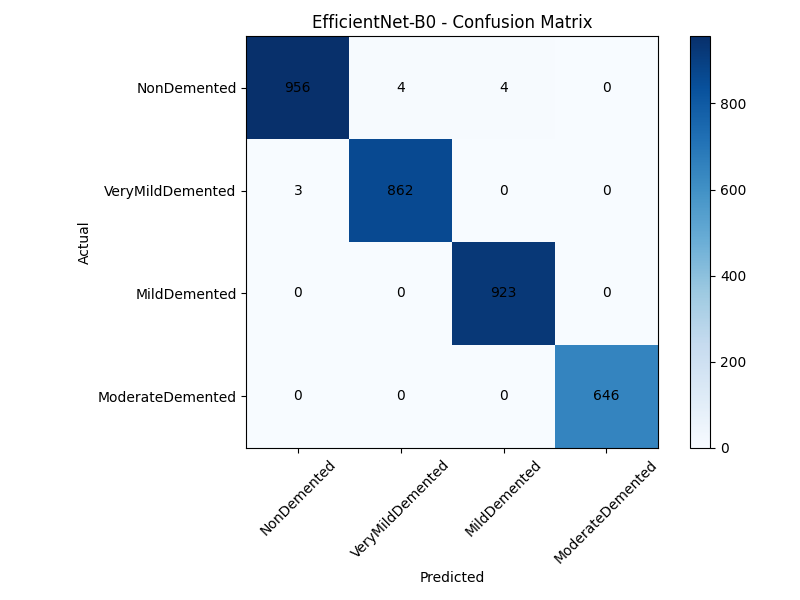 EfficientNet-B0 - Confusion Matrix
Actual
NonDemented 956 4 4 0
VeryMildDemented 3 862 0 0
MildDemented 0 0 923 0
ModerateDemented 0 0 0 646
NonDemented VeryMildDemented MildDemented ModerateDemented
Predicted
800
600
400
200
0